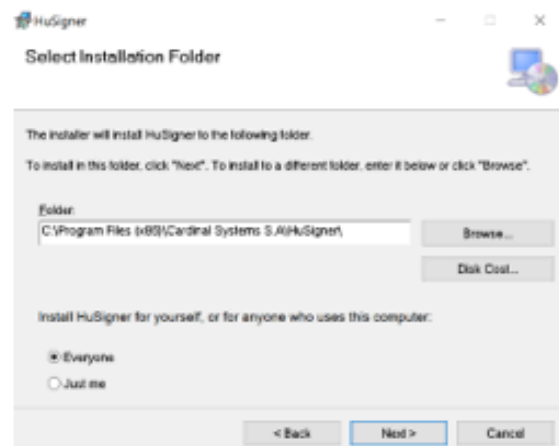 HuSigner
Select Installation Folder
The installer will install HuSigner to the following folder.
To install in this folder, click "Next". To install to a different folder, enter it below or click "Browse".
Folder:
C:\Program Files (x86)\Cardinal Systems S.A\HuSigner\
Browse...
Disk Cost...
Install HuSigner for yourself, or for anyone who uses this computer:
Everyone
Just me
< Back
Next >
Cancel